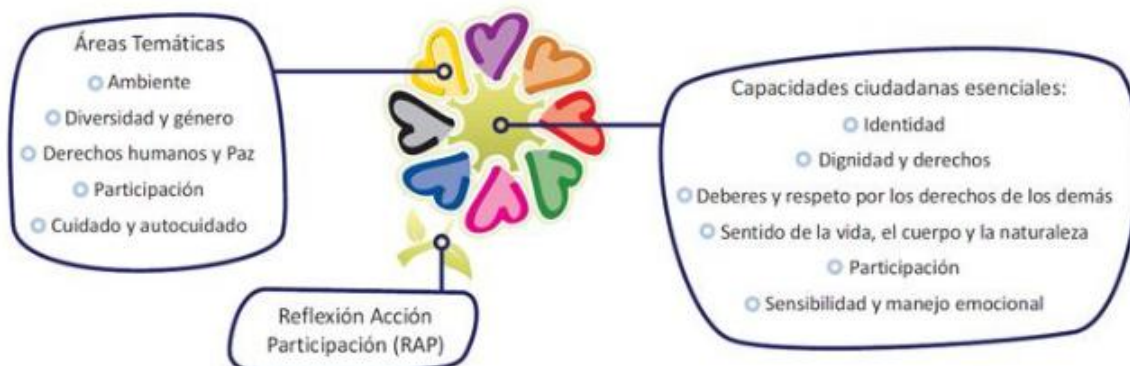 Áreas Temáticas
Ambiente
Diversidad y género
Derechos humanos y Paz
Participación
Cuidado y autocuidado
Reflexión Acción
Participación (RAP)
Capacidades ciudadanas esenciales:
Identidad
Dignidad y derechos
Deberes y respeto por los derechos de los demás
Sentido de la vida, el cuerpo y la naturaleza
Participación
Sensibilidad y manejo emocional